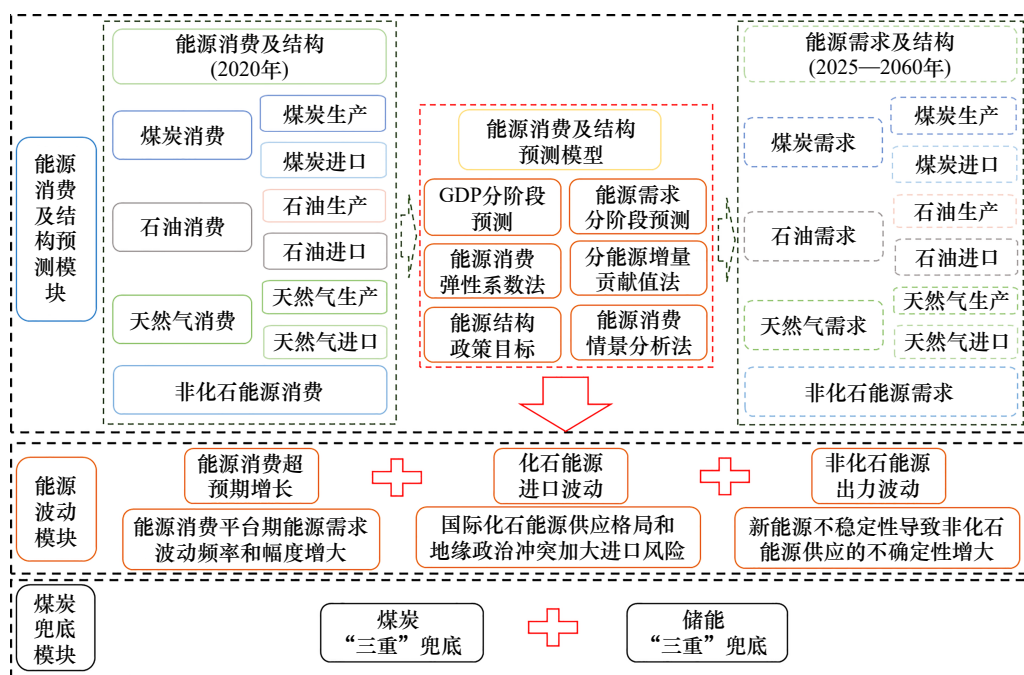 能源
消费
及结
构预
测模
块
能源消费及结构
(2020年)
煤炭消费
煤炭生产
煤炭进口
石油消费
石油生产
石油进口
天然气消费
天然气生产
天然气进口
非化石能源消费
能源消费及结构
预测模型
GDP分阶段
预测
能源需求
分阶段预测
能源消费
弹性系数法
分能源增量
贡献值法
能源结构
政策目标
能源消费
情景分析法
能源需求及结构
(2025—2060年)
煤炭需求
煤炭生产
煤炭进口
石油需求
石油生产
石油进口
天然气需求
天然气生产
天然气进口
非化石能源需求
能源
波动
模块
能源消费超
预期增长
化石能源
进口波动
非化石能源
出力波动
能源消费平台期能源需求
波动频率和幅度增大
国际化石能源供应格局和
地缘政治冲突加大进口风险
新能源不稳定性导致非化石
能源供应的不确定性增大
煤炭
兜底
模块
煤炭
“三重”兜底
储能
“三重”兜底